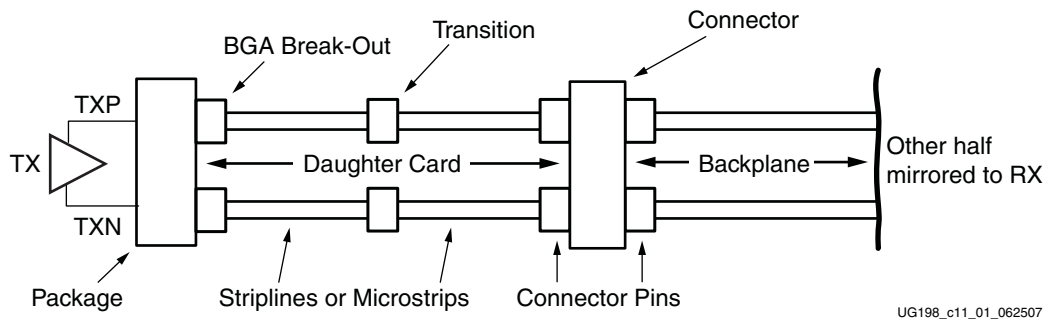 Connector
Transition
BGA Break-Out
TXP
TX
Daughter Card
Backplane
Other half
mirrored to RX
TXN
Package
Striplines or Microstrips
Connector Pins
UG198_c11_01_062507